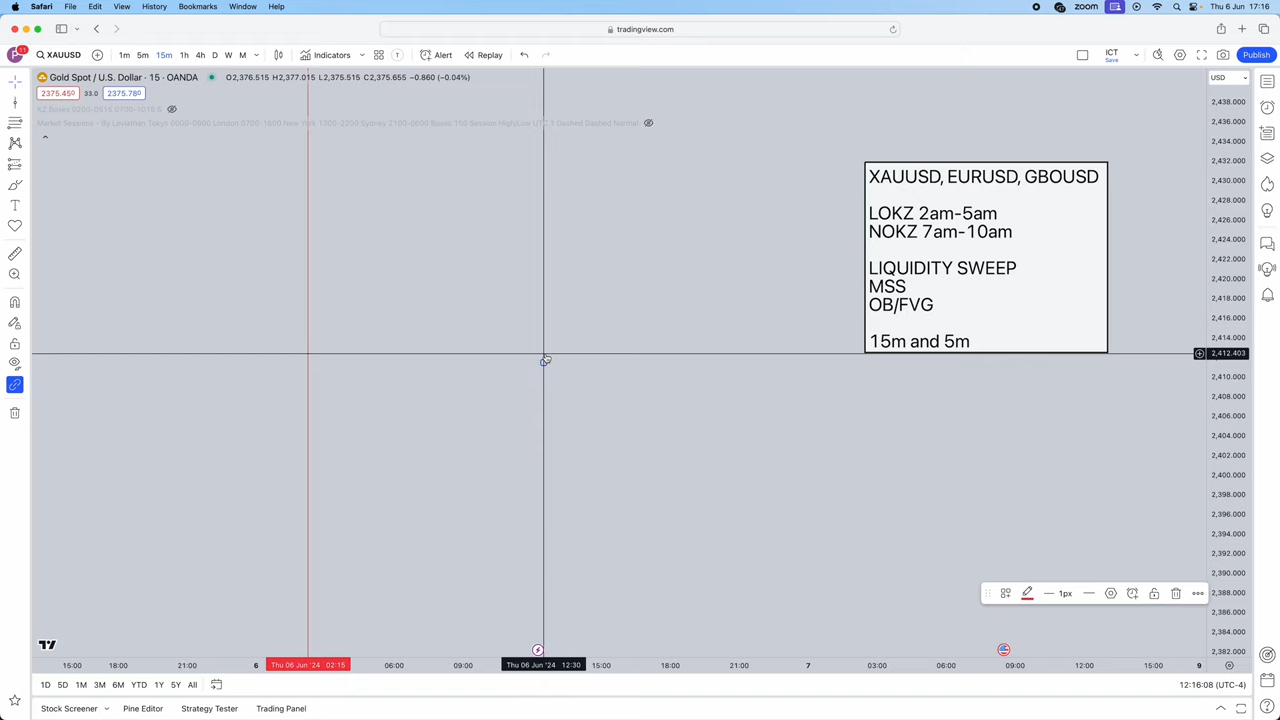 Safari File Edit View History Bookmarks Window Help zoom Thu 6 Jun 17:16
tradingview.com
P 11 XAUUSD 1m 5m 15m 1h 4h D W M Indicators Alert Replay ICT Save Publish
Gold Spot / U.S. Dollar · 15 · OANDA O2,376.515 H2,377.015 L2,375.515 C2,375.655 −0.860 (−0.04%)
USD
2375.450 33.0 2375.780
2,438.000
2,436.000
2,434.000
2,432.000
2,430.000
2,428.000
2,426.000
2,424.000
2,422.000
2,420.000
2,418.000
2,416.000
2,414.000
2,412.403
2,410.000
2,408.000
2,406.000
2,404.000
2,402.000
2,400.000
2,398.000
2,396.000
2,394.000
2,392.000
2,390.000
2,388.000
2,386.000
2,384.000
2,382.000
XAUUSD, EURUSD, GBOUSD
LOKZ 2am-5am
NOKZ 7am-10am
LIQUIDITY SWEEP
MSS
OB/FVG
15m and 5m
1px
15:00 18:00 21:00 6 Thu 06 Jun '24 02:15 06:00 09:00 Thu 06 Jun '24 12:30 15:00 18:00 21:00 7 03:00 06:00 09:00 12:00 15:00 9
1D 5D 1M 3M 6M YTD 1Y 5Y All 12:16:08 (UTC-4)
Stock Screener Pine Editor Strategy Tester Trading Panel